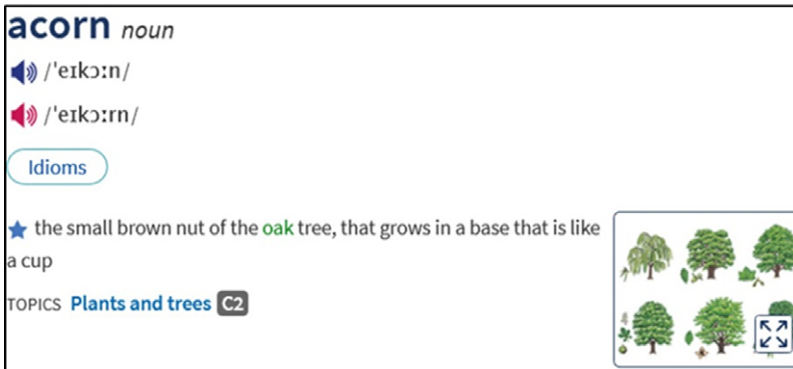 acorn noun
/ˈeɪkɔːn/
/ˈeɪkɔːrn/
Idioms
the small brown nut of the oak tree, that grows in a base that is like
a cup
TOPICS Plants and trees C2